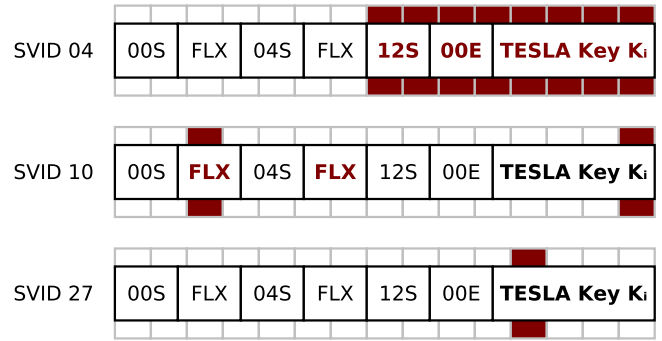 SVID 04 00S FLX 04S FLX 12S 00E TESLA Key Kᵢ
SVID 10 00S FLX 04S FLX 12S 00E TESLA Key Kᵢ
SVID 27 00S FLX 04S FLX 12S 00E TESLA Key Kᵢ